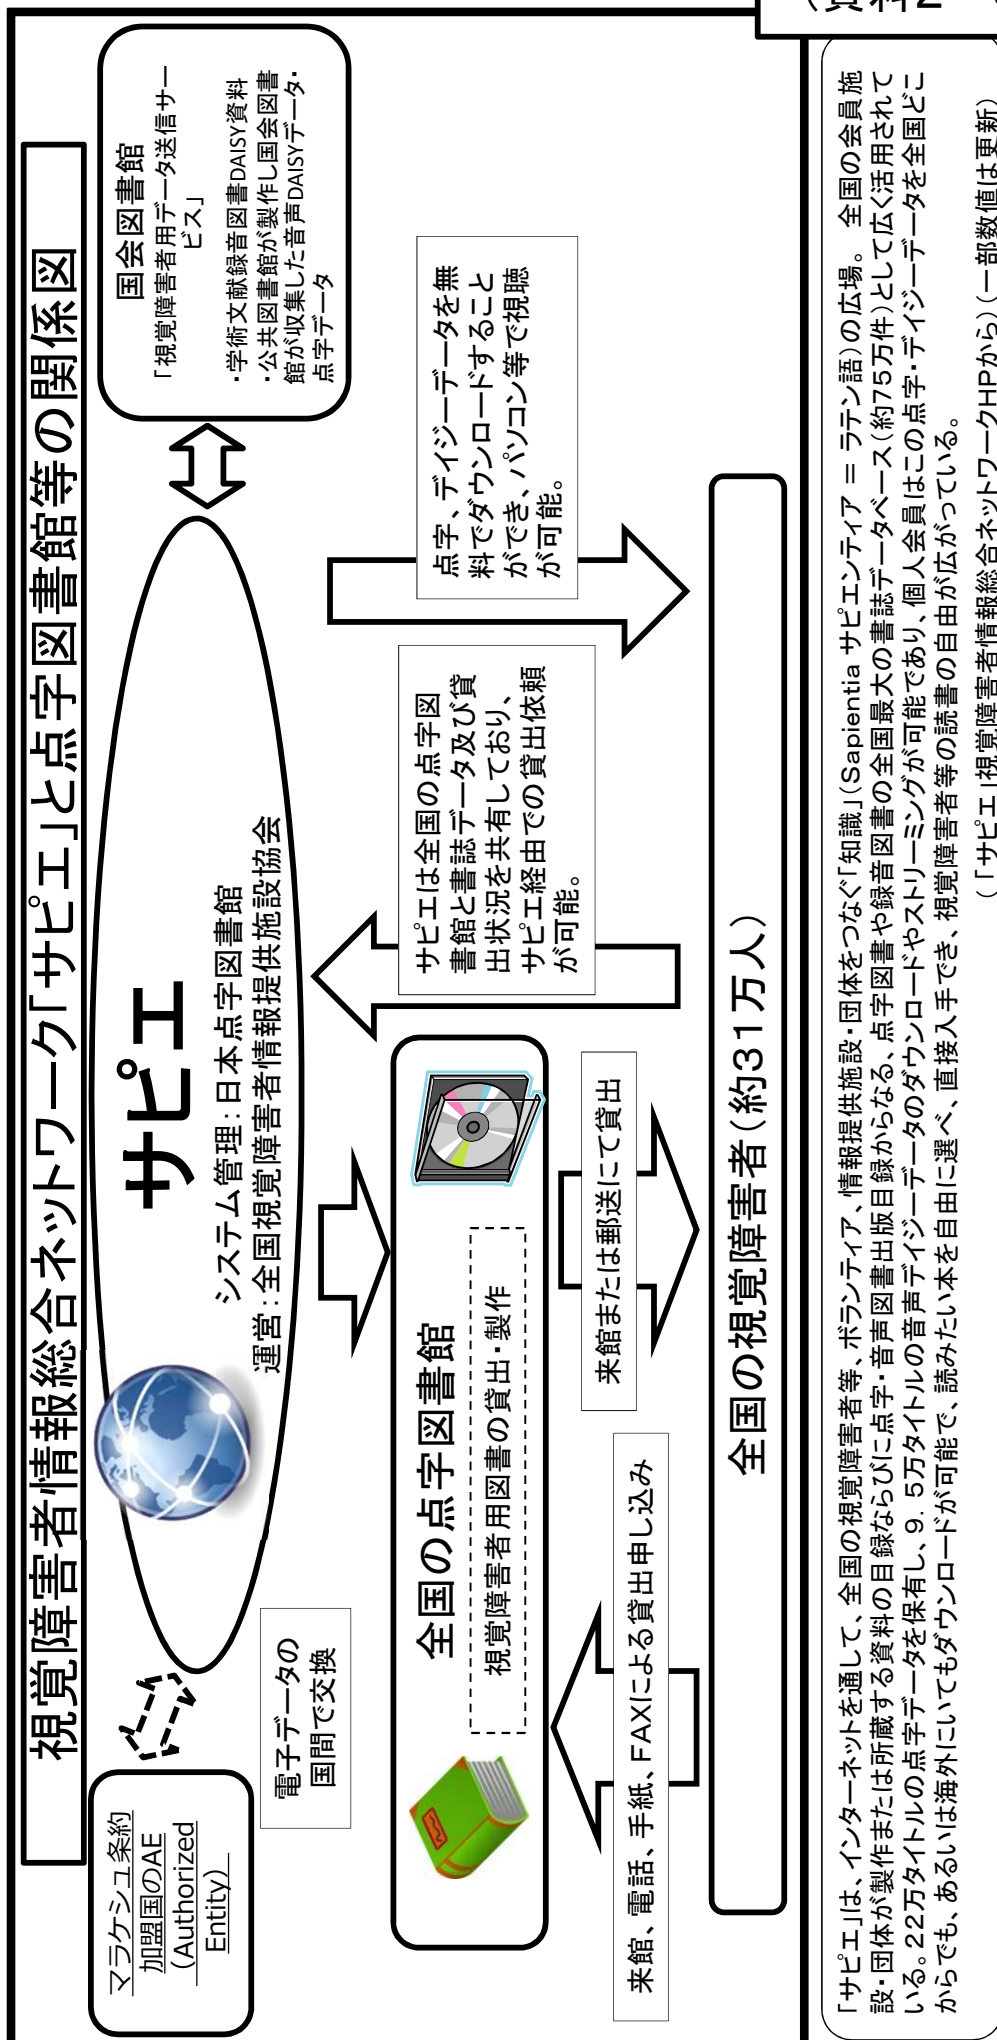 （資料２
視覚障害者情報総合ネットワーク「サピエ」と点字図書館等の関係図
マラケシュ条約
加盟国のAE
（Authorized
Entity）
電子データの
国間で交換
サピエ
システム管理：日本点字図書館
運営：全国視覚障害者情報提供施設協会
国会図書館
「視覚障害者用データ送信サー
ビス」
・学術文献録音図書DAISY資料
・公共図書館が製作し国会図書
館が収集した音声DAISYデータ・
点字データ
全国の点字図書館
視覚障害者用図書の貸出・製作
サピエは全国の点字図
書館と書誌データ及び貸
出状況を共有しており、
サピエ経由での貸出依頼
が可能。
点字、デイジーデータを無
料でダウンロードすること
ができ、パソコン等で視聴
が可能。
来館、電話、手紙、FAXによる貸出申し込み
来館または郵送にて貸出
全国の視覚障害者（約３１万人）
「サピエ」は、インターネットを通して、全国の視覚障害者等、ボランティア、情報提供施設・団体をつなぐ「知識」（Sapientia サピエンティア ＝ ラテン語）の広場。 全国の会員施
設・団体が製作または所蔵する資料の目録ならびに点字・音声図書出版目録からなる、点字図書や録音図書の全国最大の書誌データベース（約７５万件）として広く活用されて
いる。２２万タイトルの点字データを保有し、９．５万タイトルの音声デイジーデータのダウンロードやストリーミングが可能であり、個人会員はこの点字・デイジーデータを全国どこ
からでも、あるいは海外にいてもダウンロードが可能で、読みたい本を自由に選べ、直接入手でき、視覚障害者等の読書の自由が広がっている。
（「サピエ」視覚障害者情報総合ネットワークHPから）（一部数値は更新）